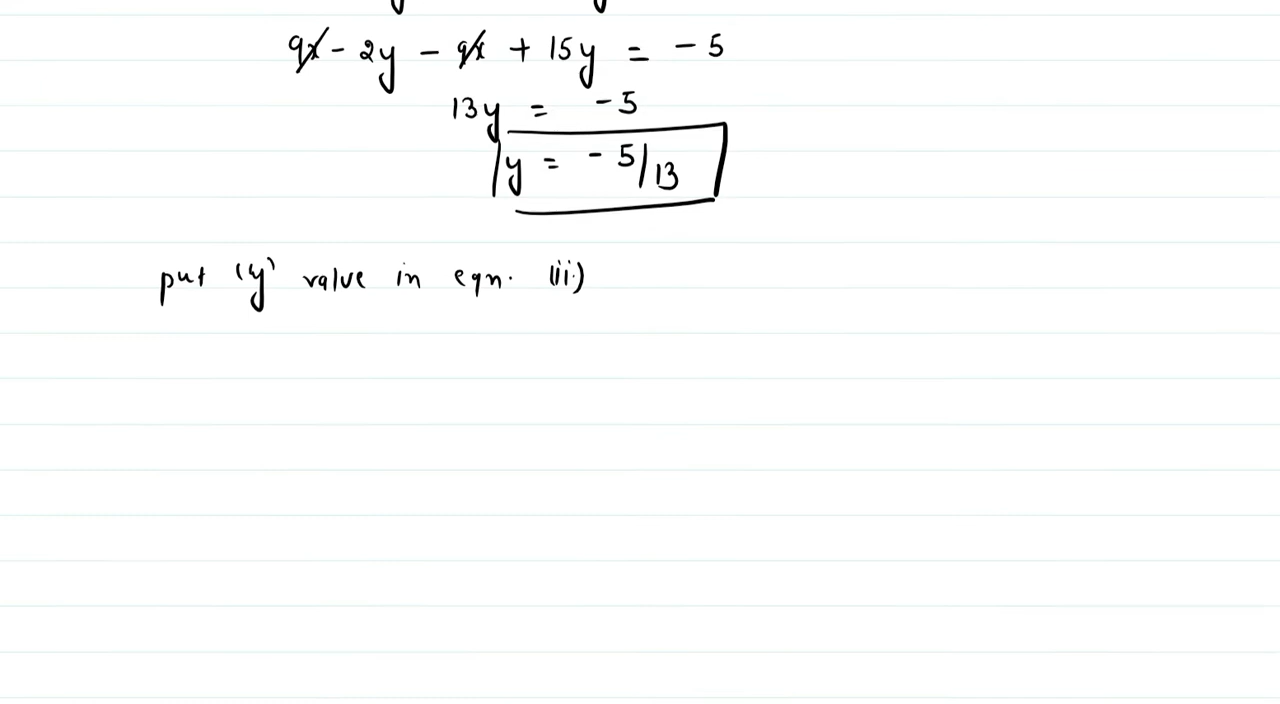 9x - 2y - 9x + 15y = - 5
13y = - 5
y = - 5/13
put 'y' value in eqn. (ii)